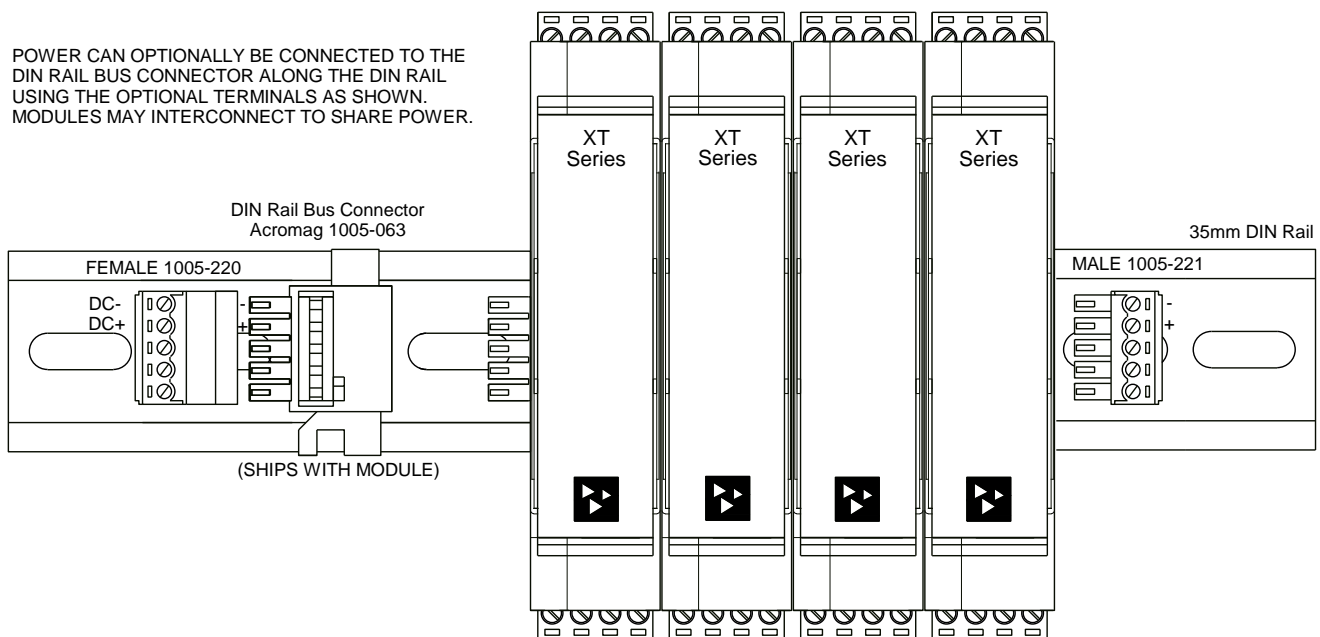 POWER CAN OPTIONALLY BE CONNECTED TO THE
DIN RAIL BUS CONNECTOR ALONG THE DIN RAIL
USING THE OPTIONAL TERMINALS AS SHOWN.
MODULES MAY INTERCONNECT TO SHARE POWER.
XT
Series
XT
Series
XT
Series
XT
Series
DIN Rail Bus Connector
Acromag 1005-063
35mm DIN Rail
FEMALE 1005-220
MALE 1005-221
DC-
DC+
-
+
-
+
(SHIPS WITH MODULE)